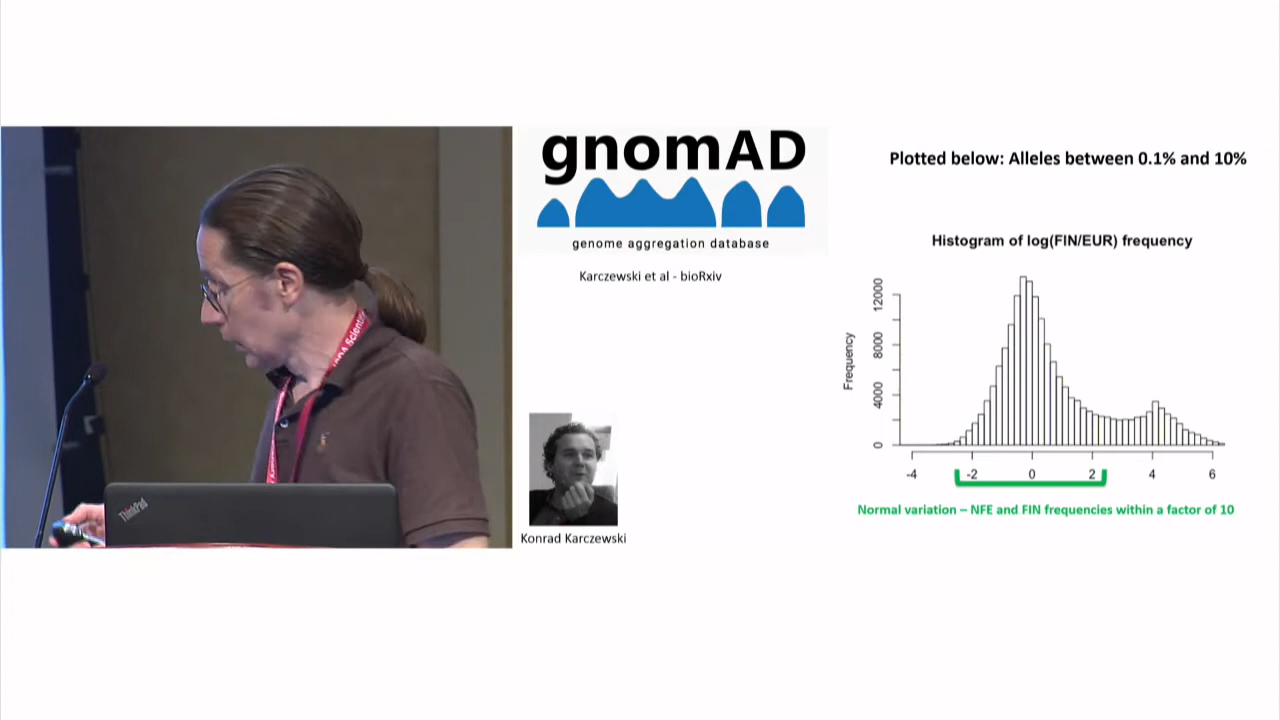 gnomAD
genome aggregation database
Karczewski et al - bioRxiv
Konrad Karczewski
Plotted below: Alleles between 0.1% and 10%
Histogram of log(FIN/EUR) frequency
Frequency
12000
8000
4000
0
-4 -2 0 2 4 6
Normal variation – NFE and FIN frequencies within a factor of 10
ThinkPad